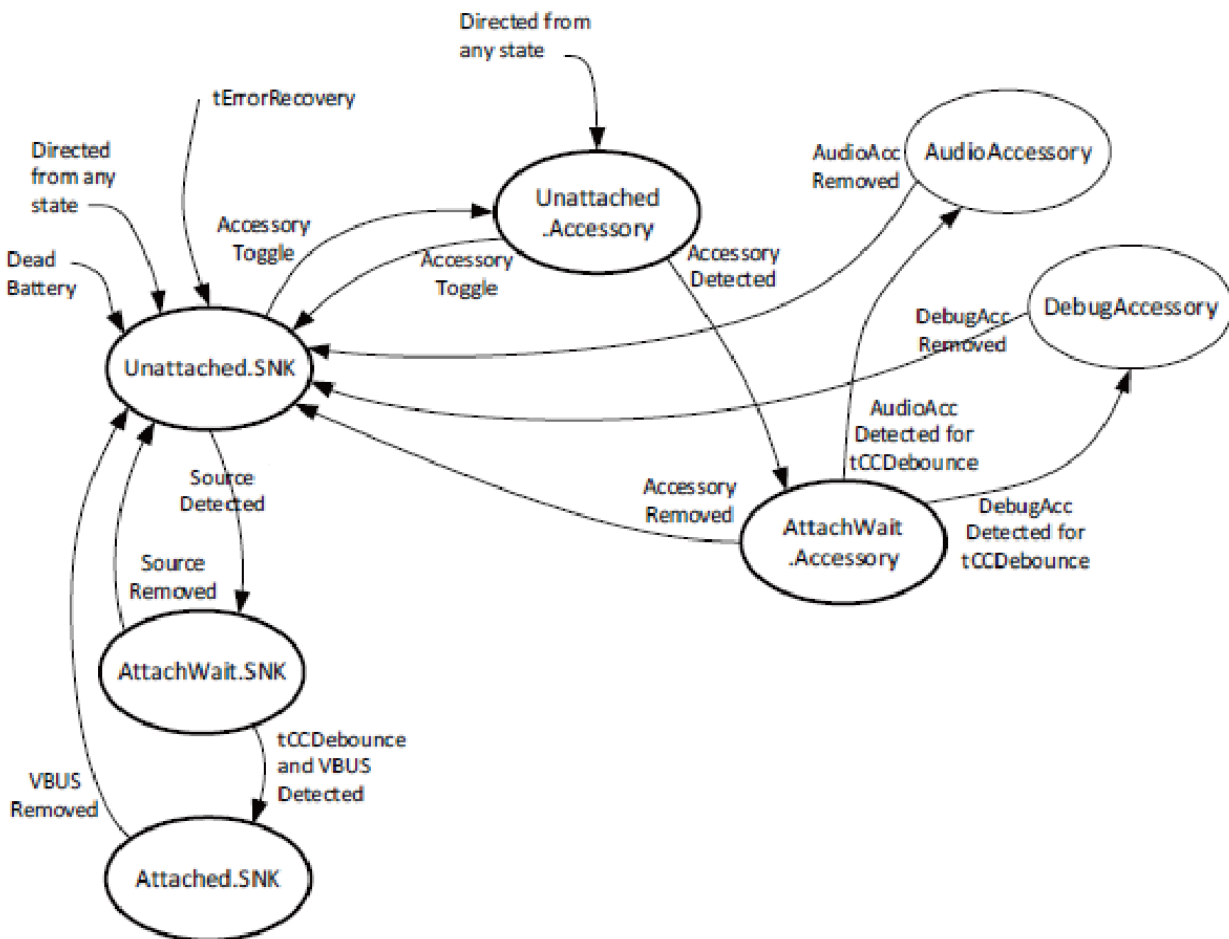 Directed from
any state
tErrorRecovery
Directed
from any
state
Dead
Battery
Accessory
Toggle
Accessory
Toggle
Unattached
.Accessory
Accessory
Detected
AudioAcc
Removed
AudioAccessory
DebugAcc
Removed
DebugAccessory
Unattached.SNK
AudioAcc
Detected for
tCCDebounce
Accessory
Removed
AttachWait
.Accessory
DebugAcc
Detected for
tCCDebounce
Source
Detected
Source
Removed
AttachWait.SNK
tCCDebounce
and VBUS
Detected
VBUS
Removed
Attached.SNK